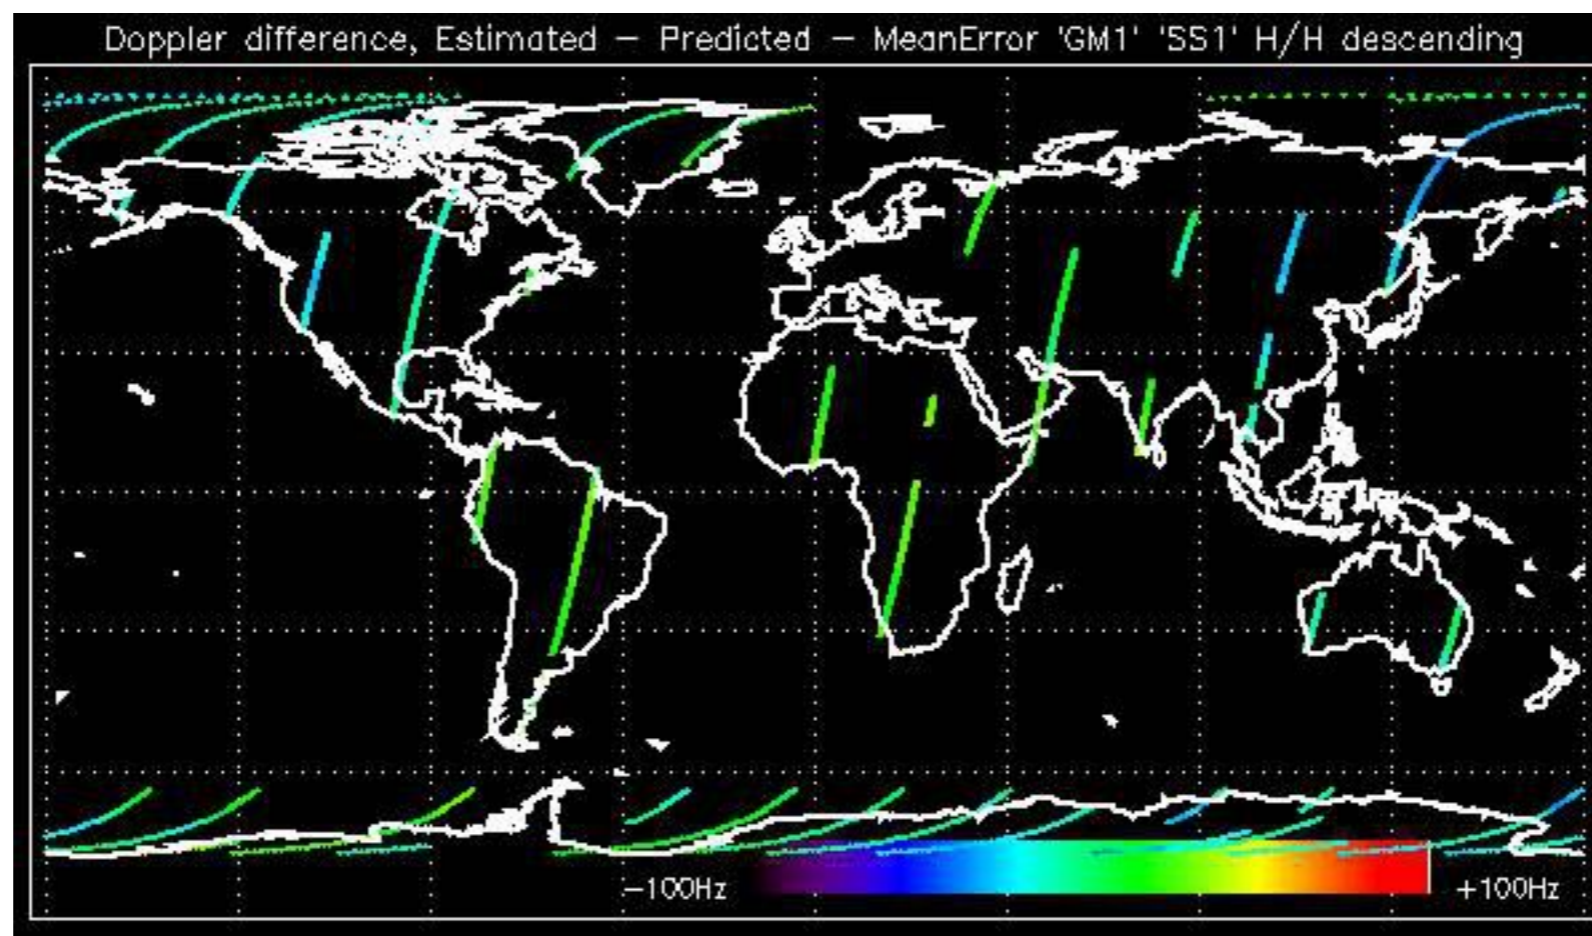 Doppler difference, Estimated – Predicted – MeanError 'GM1' 'SS1' H/H descending
–100Hz
+100Hz